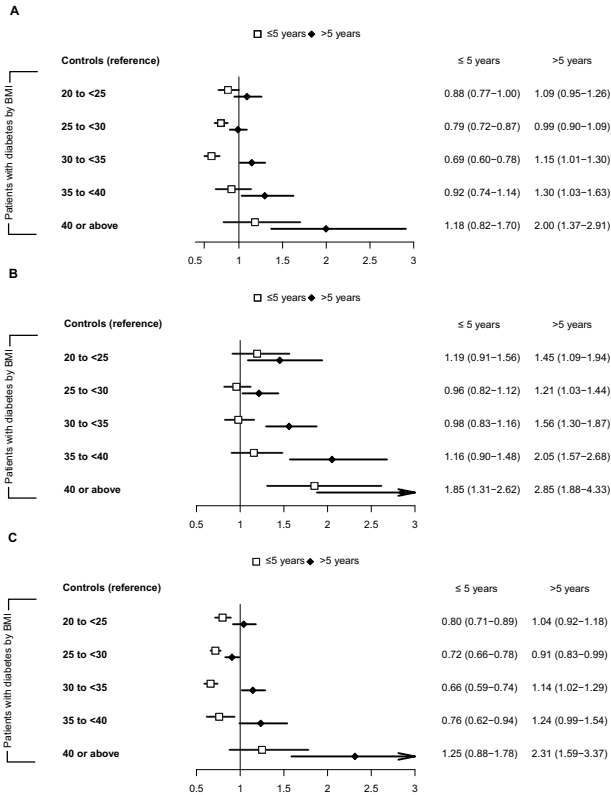 A
≤5 years >5 years
Controls (reference) ≤ 5 years >5 years
Patients with diabetes by BMI
20 to <25 0.88 (0.77−1.00) 1.09 (0.95−1.26)
25 to <30 0.79 (0.72−0.87) 0.99 (0.90−1.09)
30 to <35 0.69 (0.60−0.78) 1.15 (1.01−1.30)
35 to <40 0.92 (0.74−1.14) 1.30 (1.03−1.63)
40 or above 1.18 (0.82−1.70) 2.00 (1.37−2.91)
0.5 1 1.5 2 2.5 3
B
≤5 years >5 years
Controls (reference) ≤ 5 years >5 years
Patients with diabetes by BMI
20 to <25 1.19 (0.91−1.56) 1.45 (1.09−1.94)
25 to <30 0.96 (0.82−1.12) 1.21 (1.03−1.44)
30 to <35 0.98 (0.83−1.16) 1.56 (1.30−1.87)
35 to <40 1.16 (0.90−1.48) 2.05 (1.57−2.68)
40 or above 1.85 (1.31−2.62) 2.85 (1.88−4.33)
0.5 1 1.5 2 2.5 3
C
≤5 years >5 years
Controls (reference) ≤ 5 years >5 years
Patients with diabetes by BMI
20 to <25 0.80 (0.71−0.89) 1.04 (0.92−1.18)
25 to <30 0.72 (0.66−0.78) 0.91 (0.83−0.99)
30 to <35 0.66 (0.59−0.74) 1.14 (1.02−1.29)
35 to <40 0.76 (0.62−0.94) 1.24 (0.99−1.54)
40 or above 1.25 (0.88−1.78) 2.31 (1.59−3.37)
0.5 1 1.5 2 2.5 3